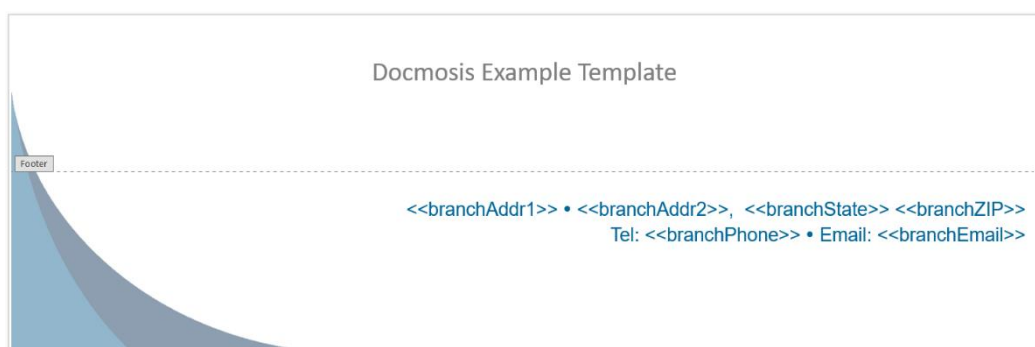 Docmosis Example Template
Footer
<<branchAddr1>> • <<branchAddr2>>, <<branchState>> <<branchZIP>>
Tel: <<branchPhone>> • Email: <<branchEmail>>